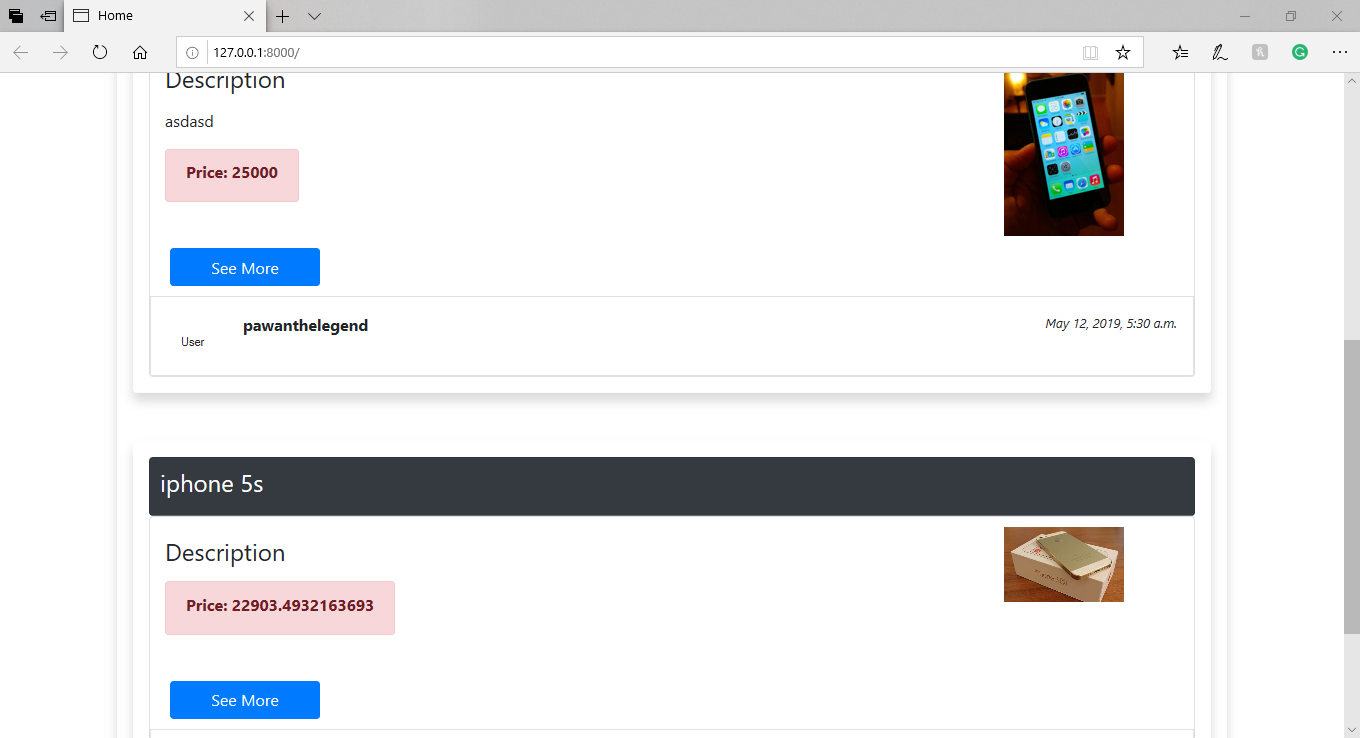 Home
127.0.0.1:8000/
Description
asdasd
Price: 25000
See More
User
pawanthelegend
May 12, 2019, 5:30 a.m.
iphone 5s
Description
Price: 22903.4932163693
See More